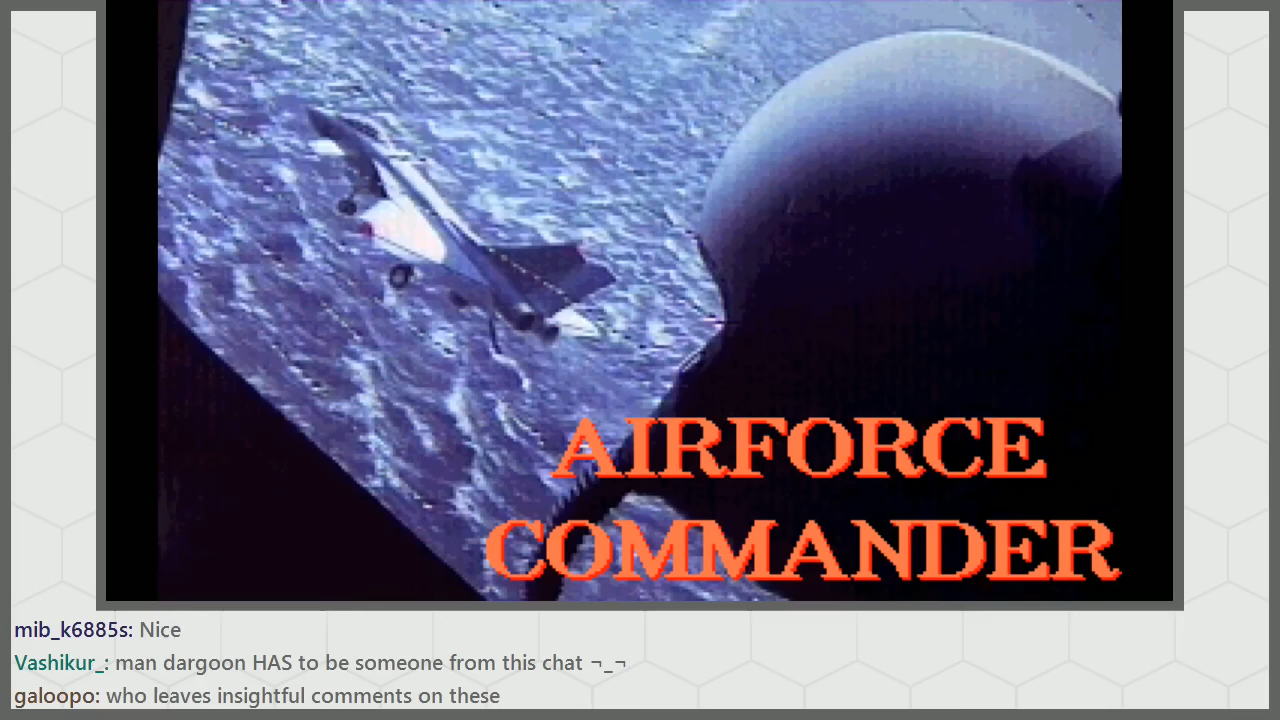 AIRFORCE
COMMANDER
mib_k6885s: Nice
Vashikur_: man dargoon HAS to be someone from this chat ¬_¬
galoopo: who leaves insightful comments on these